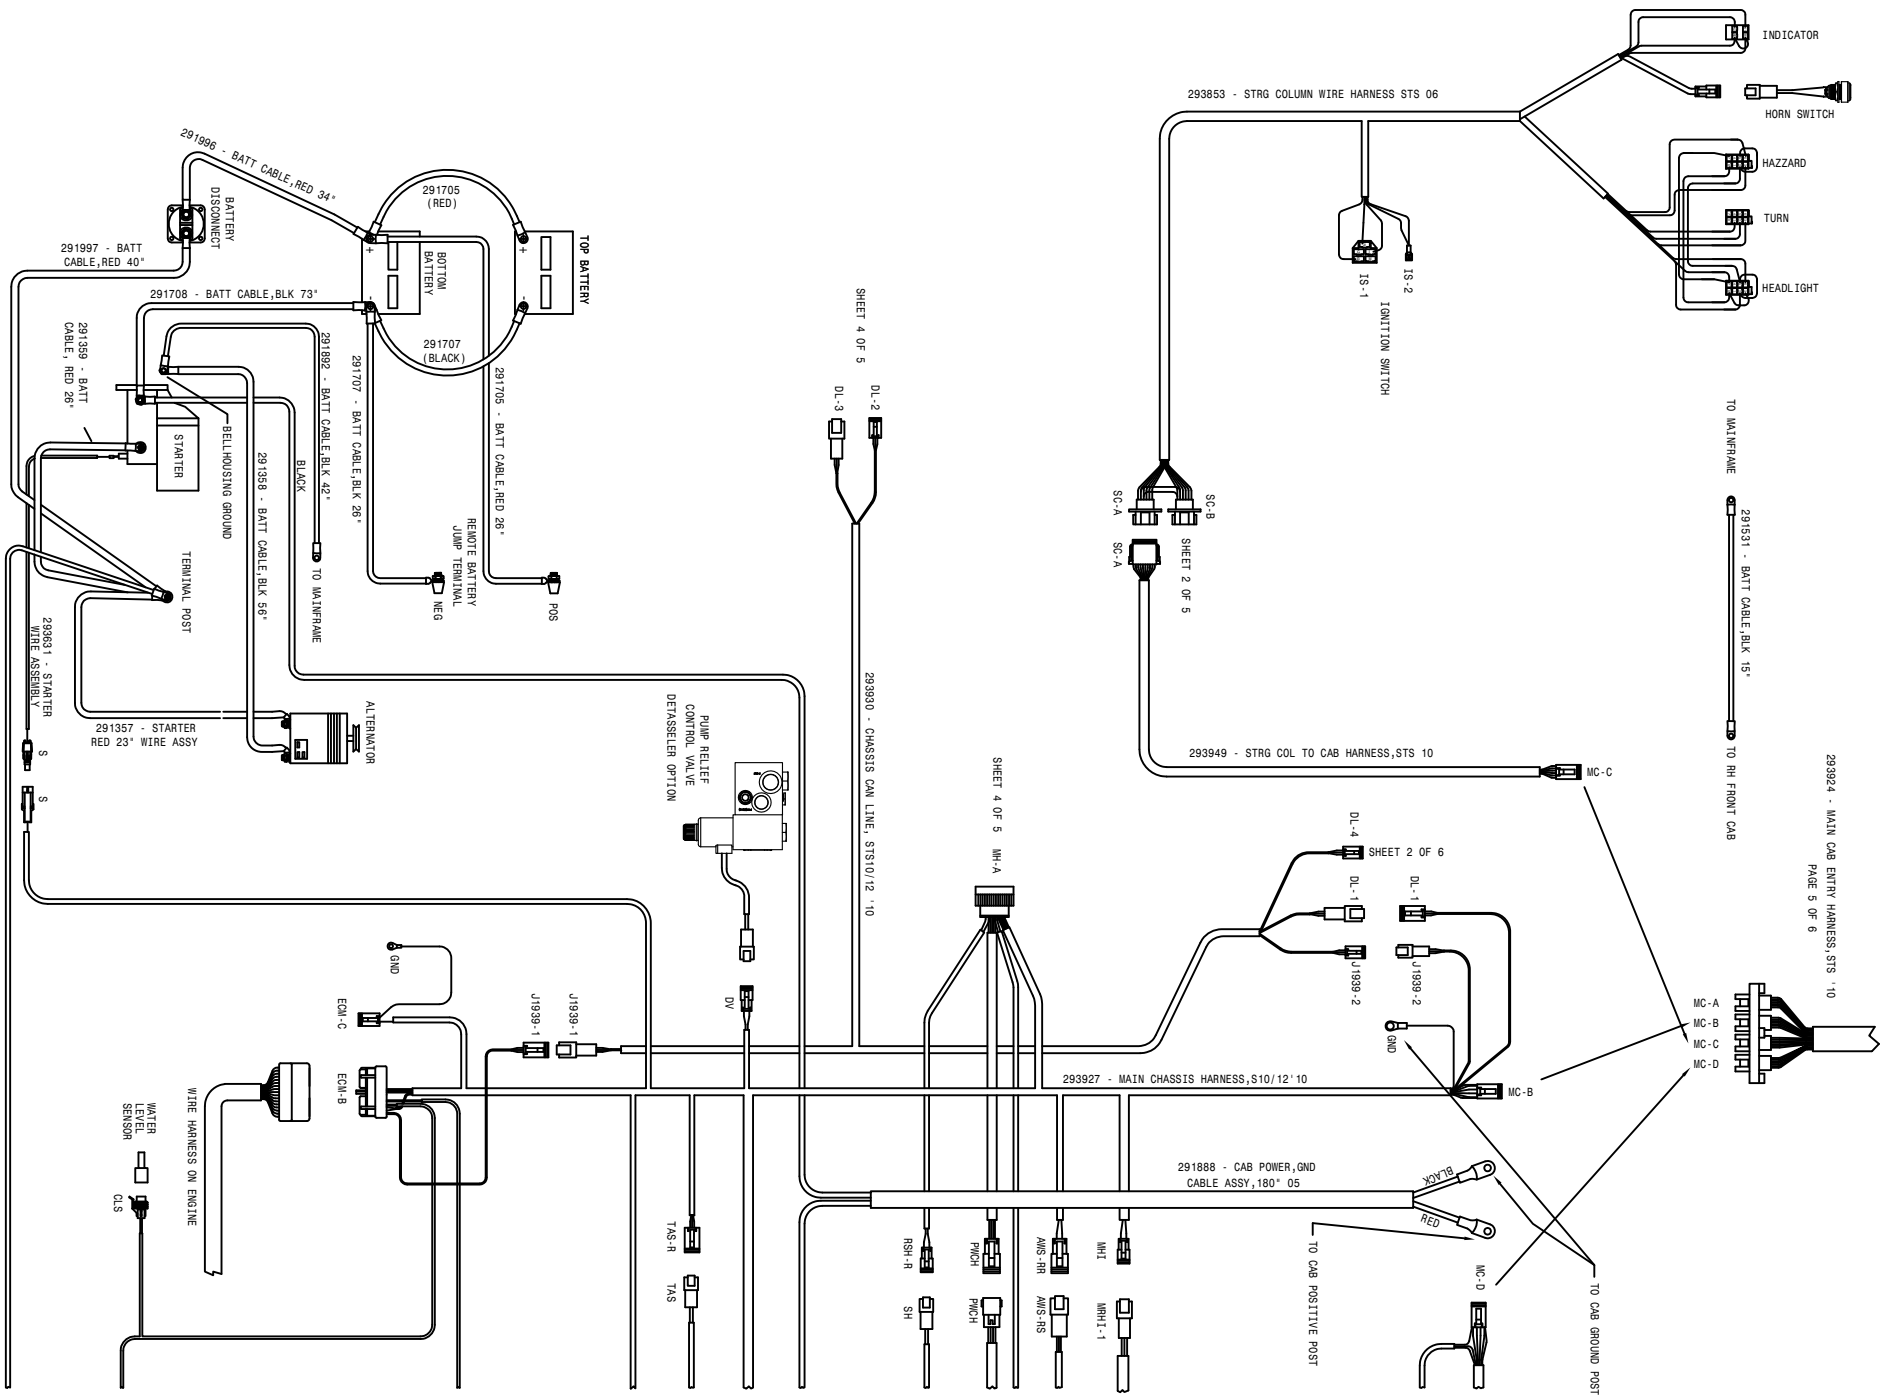 INDICATOR
HORN SWITCH
HAZZARD
TURN
HEADLIGHT
293853 - STRG COLUMN WIRE HARNESS STS 06
IS-1
IS-2
IGNITION SWITCH
291996 - BATT CABLE,RED 34"
BATTERY
DISCONNECT
291997 - BATT
CABLE,RED 40"
291705
(RED)
+
-
BOTTOM
BATTERY
+
-
TOP BATTERY
291707
(BLACK)
291708 - BATT CABLE,BLK 73"
291359 - BATT
CABLE, RED 26"
291892 - BATT CABLE,BLK 42"
TO MAINFRAME
291707 - BATT CABLE,BLK 26"
291705 - BATT CABLE,RED 26"
REMOTE BATTERY
JUMP TERMINAL
NEG
POS
STARTER
BELLHOUSING GROUND
291358 - BATT CABLE,BLK 56"
BLACK
TERMINAL POST
293631 - STARTER
WIRE ASSEMBLY
291357 - STARTER
RED 23" WIRE ASSY
ALTERNATOR
S
S
SHEET 4 OF 5
DL-3
DL-2
293930 - CHASSIS CAN LINE, STS10/12 '10
PUMP RELIEF
CONTROL VALVE
DETASSELER OPTION
DV
SC-A
SC-B
SC-A
SHEET 2 OF 5
293949 - STRG COL TO CAB HARNESS,STS 10
MC-C
TO MAINFRAME
291531 - BATT CABLE,BLK 15"
TO RH FRONT CAB
293924 - MAIN CAB ENTRY HARNESS,STS '10
PAGE 5 OF 6
MC-A
MC-B
MC-C
MC-D
SHEET 4 OF 5 MH-A
DL-4
SHEET 2 OF 6
DL-1
DL-1
J1939-2
J1939-2
GND
MC-B
293927 - MAIN CHASSIS HARNESS,S10/12'10
GND
ECM-C
ECM-B
J1939-1
J1939-1
WIRE HARNESS ON ENGINE
WATER
LEVEL
SENSOR
CLS
291888 - CAB POWER,GND
CABLE ASSY,180" 05
BLACK
RED
TO CAB POSITIVE POST
TO CAB GROUND POST
MC-D
TAS-R
TAS
RSH-R
SH
PWCH
PWCH
AWS-RR
AWS-RS
MHI
MRHI-1